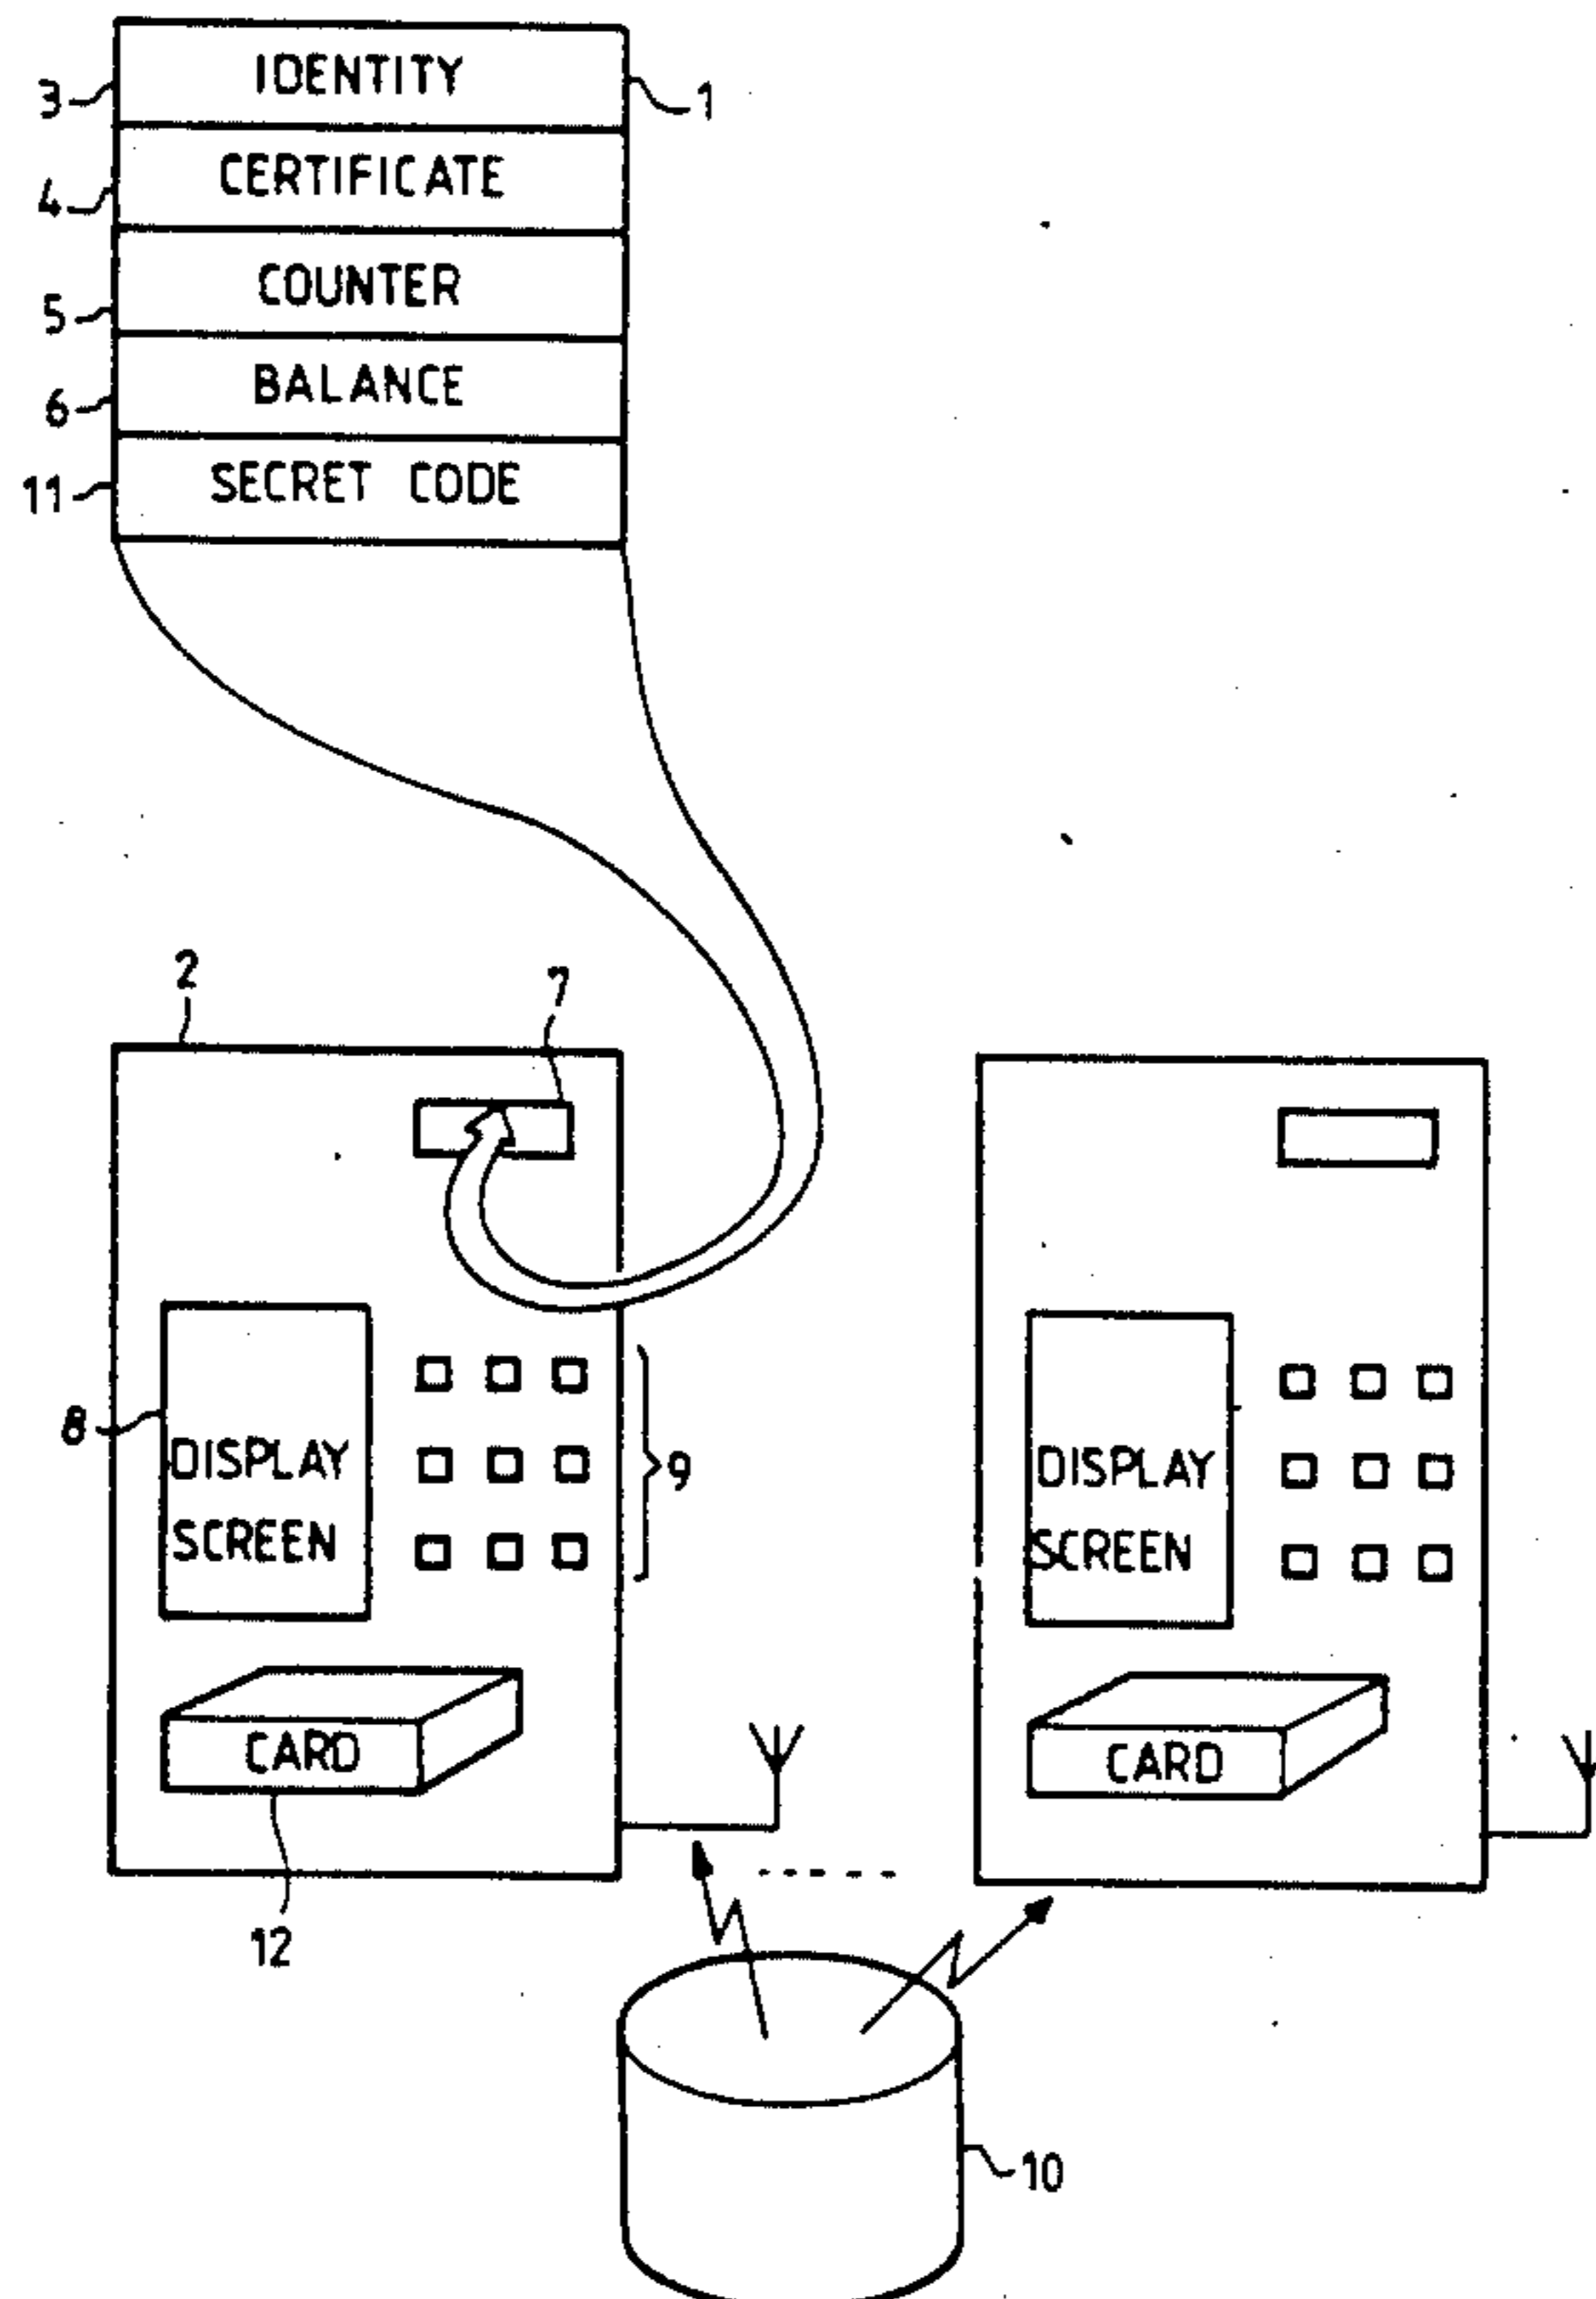 IDENTITY
3
1
CERTIFICATE
4
COUNTER
5
BALANCE
6
SECRET CODE
11
2
7
8
DISPLAY
SCREEN
9
DISPLAY
SCREEN
CARD
CARD
12
10